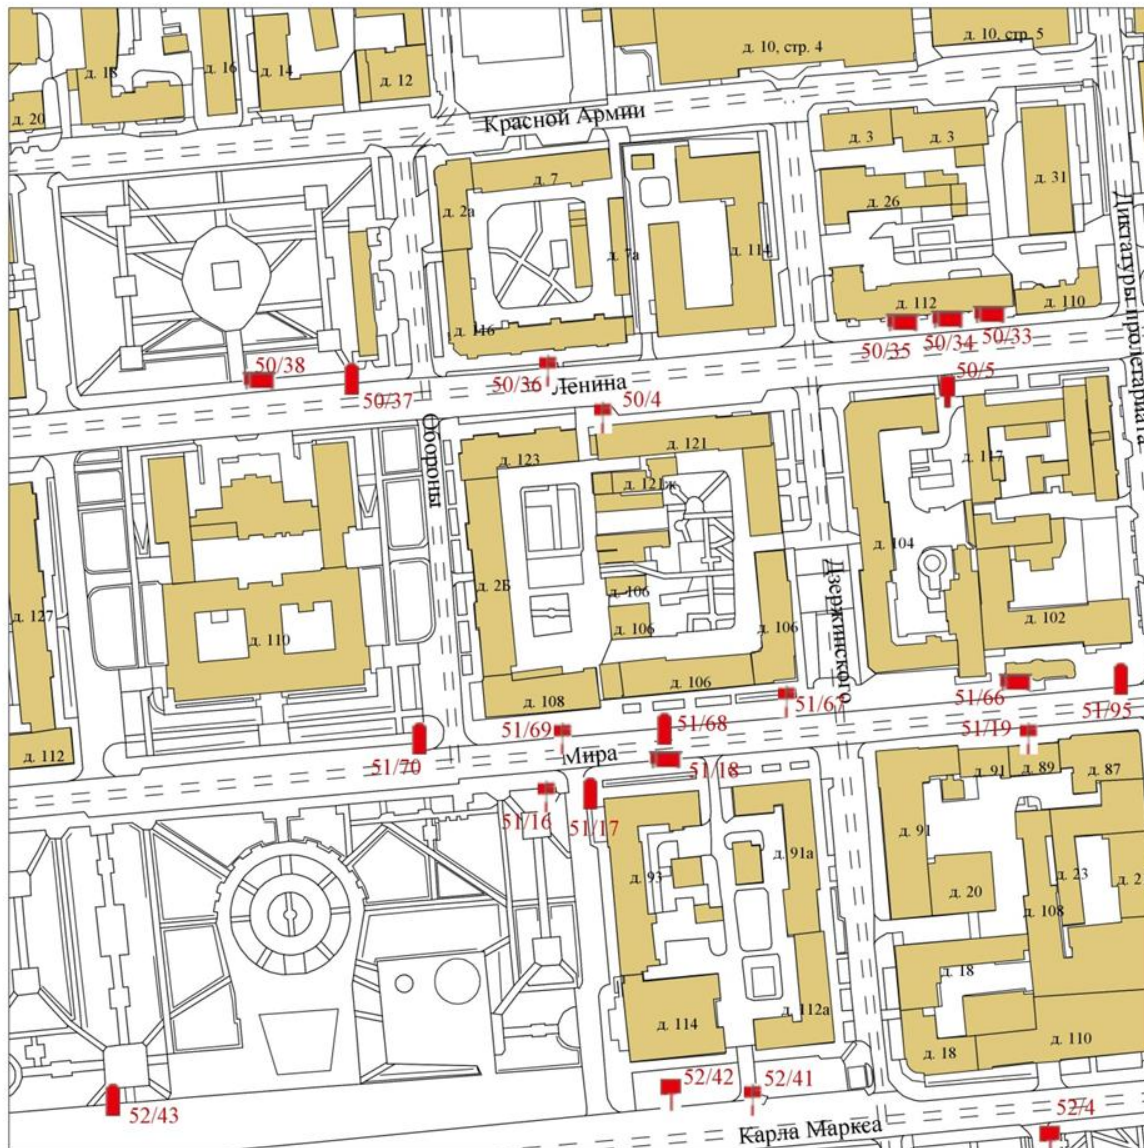 д. 10, стр. 4
д. 10, стр. 5
д. 18
д. 16
д. 14
д. 12
д. 20
Красной Армии
д. 3
д. 3
д. 7
д. 31
д. 2а
д. 26
д. 7а
д. 114
Диктатуры пролетариата
д. 112
д. 110
д. 116
50/35
50/34
50/33
50/38
50/37
50/36
Ленина
50/4
50/5
Обороны
д. 123
д. 121
д. 117
д. 121ж
д. 104
д. 2Б
д. 106
Дзержинского
д. 127
д. 110
д. 106
д. 106
д. 102
д. 108
д. 106
51/67
51/66
51/95
51/69
51/68
51/19
д. 112
51/70
Мира
51/18
д. 91
д. 89
д. 87
51/16
51/17
д. 91
д. 91а
д. 93
д. 20
д. 23
д. 2
д. 108
д. 18
д. 112а
д. 114
д. 18
д. 110
52/42
52/41
52/43
52/4
Карла Маркса